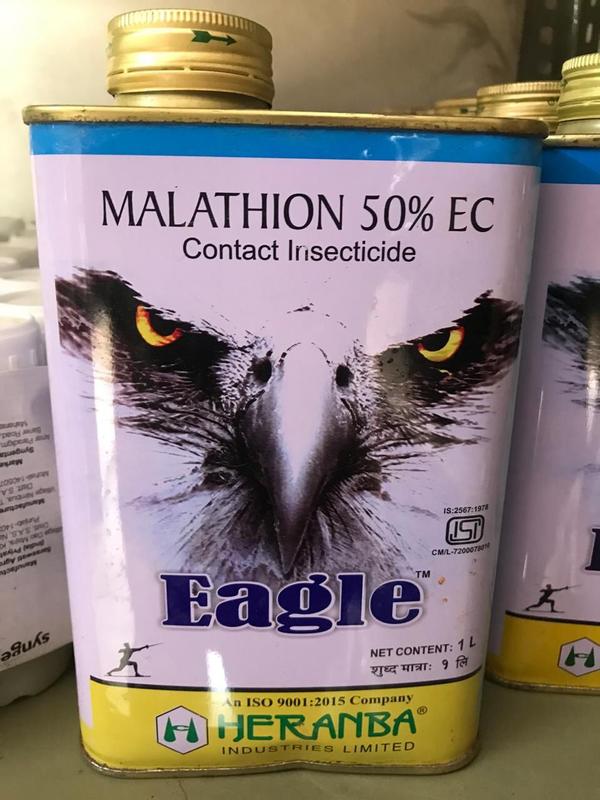 MALATHION 50% EC
Contact Insecticide
IS:2567:1978
ISI
CM/L-7200078016
Eagle™
NET CONTENT: 1 L
शुध्द मात्रा: १ लि
An ISO 9001:2015 Company
HERANBA®
INDUSTRIES LIMITED